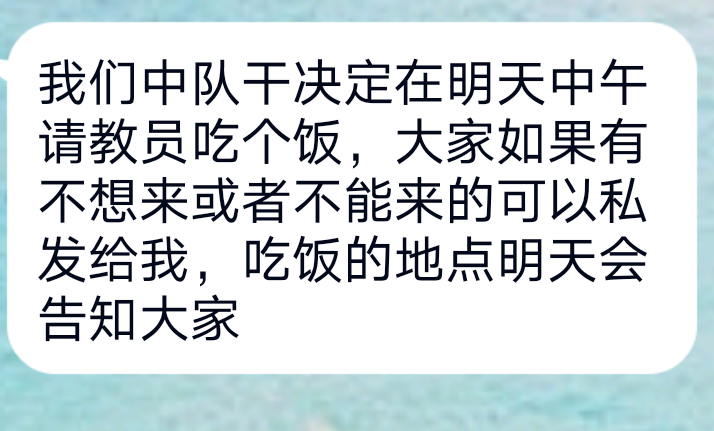 我们中队干决定在明天中午
请教员吃个饭，大家如果有
不想来或者不能来的可以私
发给我，吃饭的地点明天会
告知大家